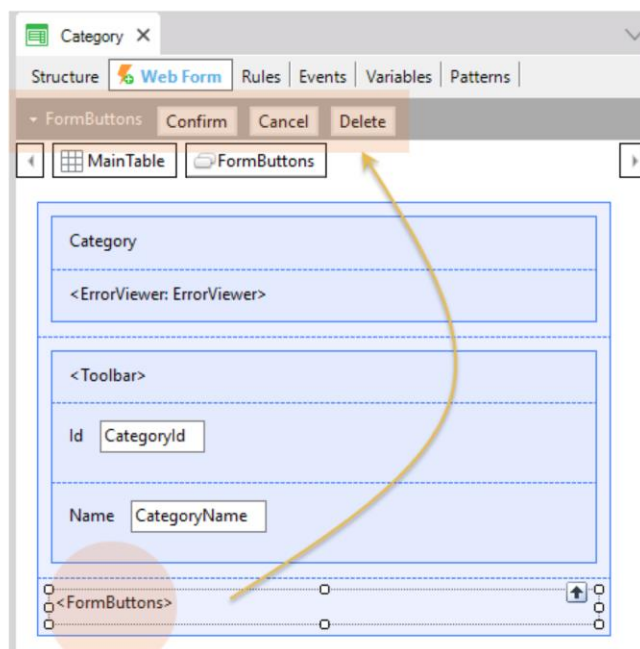 Category
Structure Web Form Rules Events Variables Patterns
FormButtons Confirm Cancel Delete
MainTable FormButtons
Category
<ErrorViewer: ErrorViewer>
<Toolbar>
Id CategoryId
Name CategoryName
<FormButtons>